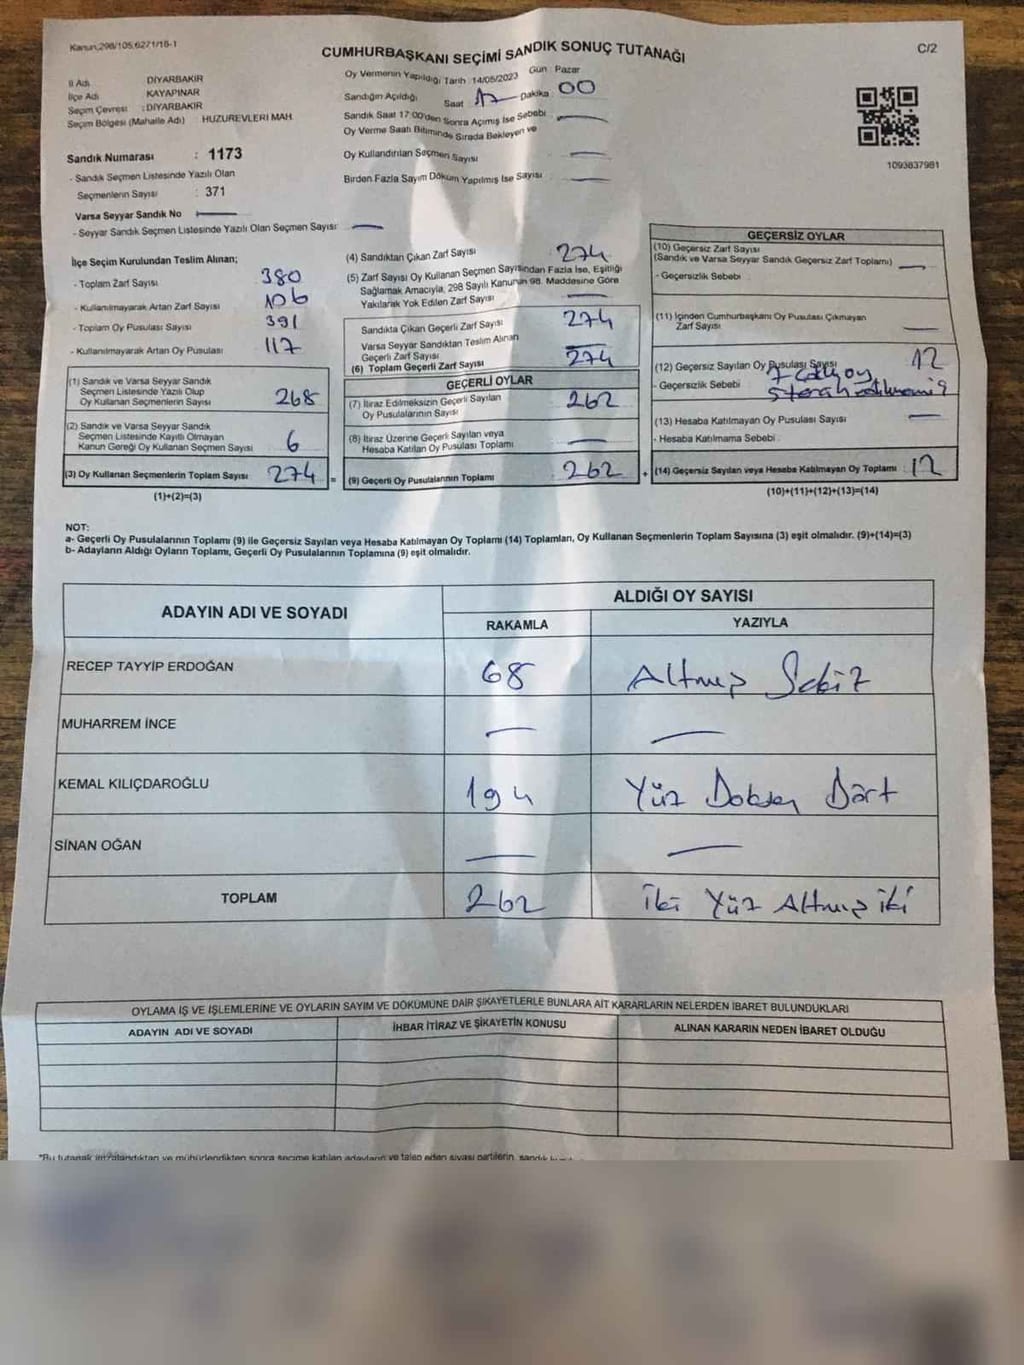 Kanun,298/105,6271/18-1
CUMHURBAŞKANI SEÇİMİ SANDIK SONUÇ TUTANAĞI
C/2
İl Adı DİYARBAKIR
İlçe Adı KAYAPINAR
Seçim Çevresi : DİYARBAKIR
Seçim Bölgesi (Mahalle Adı) HUZUREVLERİ MAH.
Oy Vermenin Yapıldığı Tarih 14/05/2023 Gün : Pazar
Sandığın Açıldığı Saat 17 Dakika 00
Sandık Saat 17:00'den Sonra Açılmış İse Sebebi :
Oy Verme Saati Bitiminde Sırada Bekleyen ve
Oy Kullandırılan Seçmen Sayısı
Birden Fazla Sayım Döküm Yapılmış İse Sayısı :
1093837981
Sandık Numarası : 1173
- Sandık Seçmen Listesinde Yazılı Olan
Seçmenlerin Sayısı : 371
Varsa Seyyar Sandık No
- Seyyar Sandık Seçmen Listesinde Yazılı Olan Seçmen Sayısı:
İlçe Seçim Kurulundan Teslim Alınan;
- Toplam Zarf Sayısı 380
- Kullanılmayarak Artan Zarf Sayısı 106
- Toplam Oy Pusulası Sayısı 391
- Kullanılmayarak Artan Oy Pusulası 117
(1) Sandık ve Varsa Seyyar Sandık
Seçmen Listesinde Yazılı Olup
Oy Kullanan Seçmenlerin Sayısı 268
(2) Sandık ve Varsa Seyyar Sandık
Seçmen Listesinde Kayıtlı Olmayan
Kanun Gereği Oy Kullanan Seçmen Sayısı 6
(3) Oy Kullanan Seçmenlerin Toplam Sayısı 274 =
(1)+(2)=(3)
(4) Sandıktan Çıkan Zarf Sayısı 274
(5) Zarf Sayısı Oy Kullanan Seçmen Sayısından Fazla İse, Eşitliği
Sağlamak Amacıyla, 298 Sayılı Kanunun 98. Maddesine Göre
Yakılarak Yok Edilen Zarf Sayısı
Sandıkta Çıkan Geçerli Zarf Sayısı 274
Varsa Seyyar Sandıktan Teslim Alınan
Geçerli Zarf Sayısı
(6) Toplam Geçerli Zarf Sayısı 274
GEÇERLİ OYLAR
(7) İtiraz Edilmeksizin Geçerli Sayılan
Oy Pusulalarının Sayısı 262
(8) İtiraz Üzerine Geçerli Sayılan veya
Hesaba Katılan Oy Pusulası Toplamı
(9) Geçerli Oy Pusulalarının Toplamı 262 +
GEÇERSİZ OYLAR
(10) Geçersiz Zarf Sayısı
(Sandık ve Varsa Seyyar Sandık Geçersiz Zarf Toplamı)
- Geçersizlik Sebebi :
(11) İçinden Cumhurbaşkanı Oy Pusulası Çıkmayan
Zarf Sayısı
(12) Geçersiz Sayılan Oy Pusulası Sayısı 12
- Geçersizlik Sebebi
(13) Hesaba Katılmayan Oy Pusulası Sayısı
- Hesaba Katılmama Sebebi :
(14) Geçersiz Sayılan veya Hesaba Katılmayan Oy Toplamı : 12
(10)+(11)+(12)+(13)=(14)
NOT:
a- Geçerli Oy Pusulalarının Toplamı (9) ile Geçersiz Sayılan veya Hesaba Katılmayan Oy Toplamı (14) Toplamları, Oy Kullanan Seçmenlerin Toplam Sayısına (3) eşit olmalıdır. (9)+(14)=(3)
b- Adayların Aldığı Oyların Toplamı, Geçerli Oy Pusulalarının Toplamına (9) eşit olmalıdır.
ADAYIN ADI VE SOYADI ALDIĞI OY SAYISI
RAKAMLA YAZIYLA
RECEP TAYYİP ERDOĞAN 68 Altmış Sekiz
MUHARREM İNCE
KEMAL KILIÇDAROĞLU 194 Yüz Doksan Dört
SİNAN OĞAN
TOPLAM 262 İki Yüz Altmış iki
OYLAMA İŞ VE İŞLEMLERİNE VE OYLARIN SAYIM VE DÖKÜMÜNE DAİR ŞİKAYETLERLE BUNLARA AİT KARARLARIN NELERDEN İBARET BULUNDUKLARI
ADAYIN ADI VE SOYADI İHBAR İTİRAZ VE ŞİKAYETİN KONUSU ALINAN KARARIN NEDEN İBARET OLDUĞU
*Bu tutanak imzalandıktan ve mühürlendikten sonra seçime katılan adayların ve talep eden siyasi partilerin, sandık